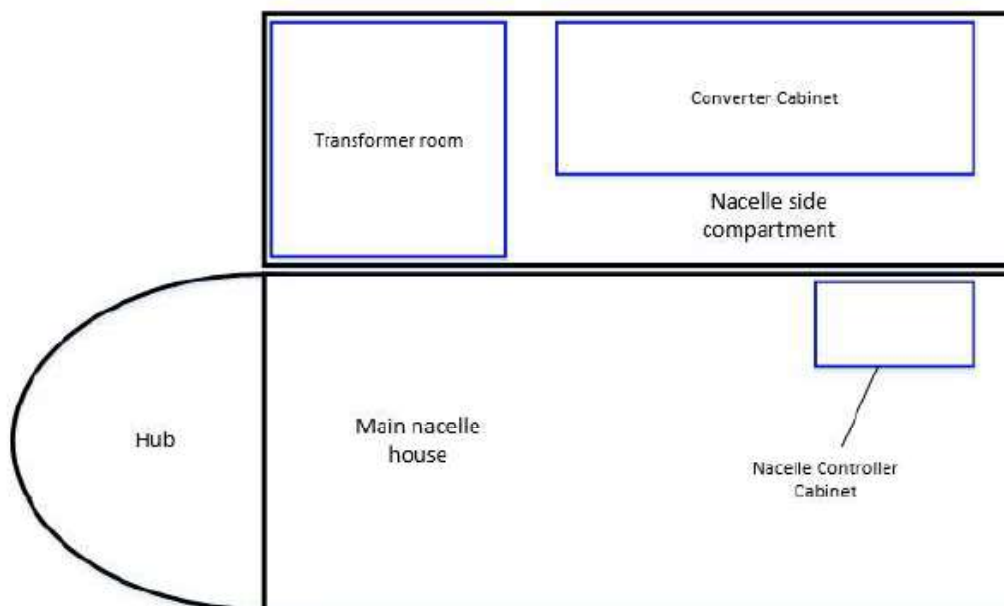 Converter Cabinet
Transformer room
Nacelle side
compartment
Hub
Main nacelle
house
Nacelle Controller
Cabinet